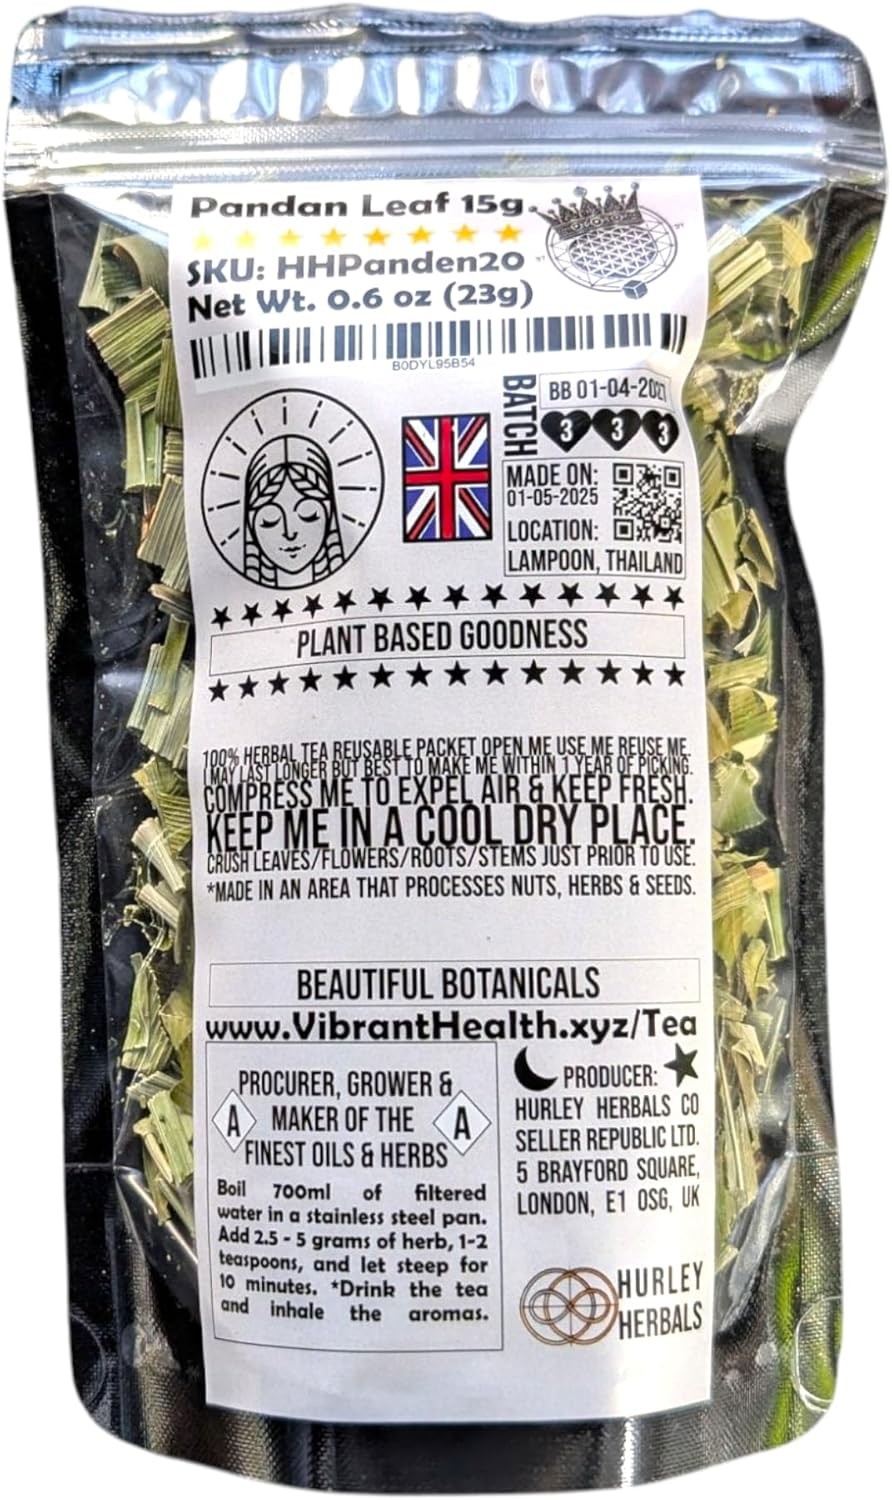 Pandan Leaf 15g.
SKU: HHPanden20
Net Wt. 0.6 oz (23g)
B0DYL95B54
BATCH
BB 01-04-2027
3 3 3
MADE ON:
01-05-2025
LOCATION:
LAMPOON, THAILAND
PLANT BASED GOODNESS
100% HERBAL TEA REUSABLE PACKET OPEN ME USE ME REUSE ME.
I MAY LAST LONGER BUT BEST TO MAKE ME WITHIN 1 YEAR OF PICKING.
COMPRESS ME TO EXPEL AIR & KEEP FRESH.
KEEP ME IN A COOL DRY PLACE.
CRUSH LEAVES/FLOWERS/ROOTS/STEMS JUST PRIOR TO USE.
*MADE IN AN AREA THAT PROCESSES NUTS, HERBS & SEEDS.
BEAUTIFUL BOTANICALS
www.VibrantHealth.xyz/Tea
PROCURER, GROWER &
A MAKER OF THE A
FINEST OILS & HERBS
Boil 700ml of filtered
water in a stainless steel pan.
Add 2.5 - 5 grams of herb, 1-2
teaspoons, and let steep for
10 minutes. *Drink the tea
and inhale the aromas.
PRODUCER:
HURLEY HERBALS CO
SELLER REPUBLIC LTD.
5 BRAYFORD SQUARE,
LONDON, E1 0SG, UK
HURLEY
HERBALS